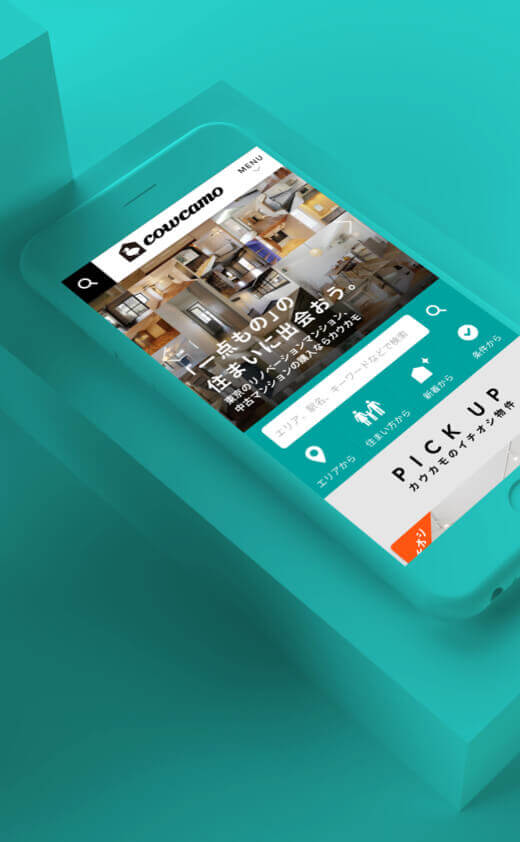 MENU
cowcamo
「一点もの」の
住まいに出会おう。
東京のリノベーションマンション、
中古マンションの購入ならカウカモ
エリア、駅名、キーワードなどで検索
エリアから
住まい方から
新着から
条件から
PICK UP
カウカモのイチオシ物件